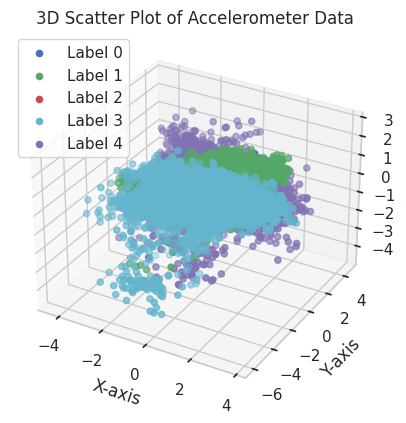 3D Scatter Plot of Accelerometer Data
Label 0
Label 1
Label 2
Label 3
Label 4
3
2
1
0
−1
−2
−3
−4
4
2
0
−2
−4
−6
Y-axis
−4
−2
0
2
4
X-axis